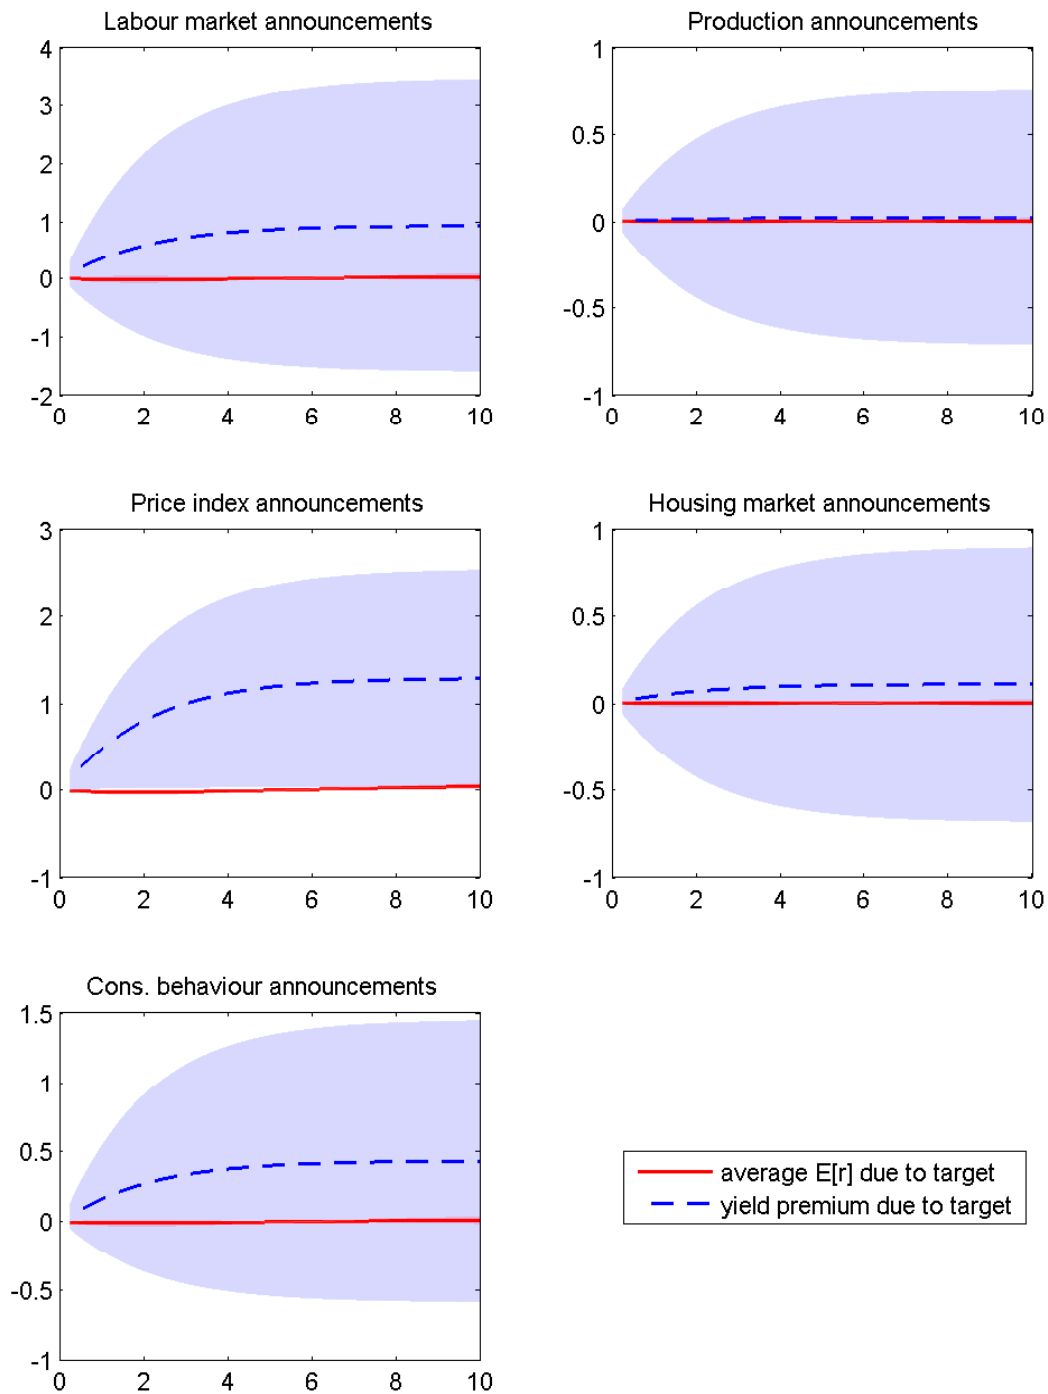 Labour market announcements
4
3
2
1
0
-1
-2
0 2 4 6 8 10
Production announcements
1
0.5
0
-0.5
-1
0 2 4 6 8 10
Price index announcements
3
2
1
0
-1
0 2 4 6 8 10
Housing market announcements
1
0.5
0
-0.5
-1
0 2 4 6 8 10
Cons. behaviour announcements
1.5
1
0.5
0
-0.5
-1
0 2 4 6 8 10
average E[r] due to target
yield premium due to target